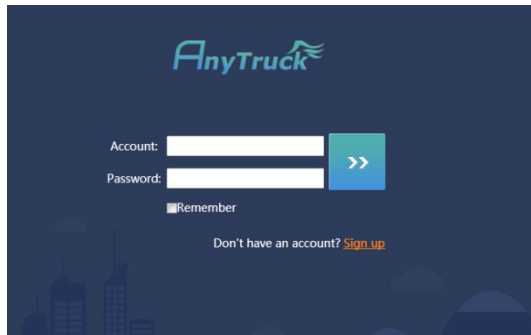 AnyTruck
Account:
>>
Password:
Remember
Don't have an account? Sign up